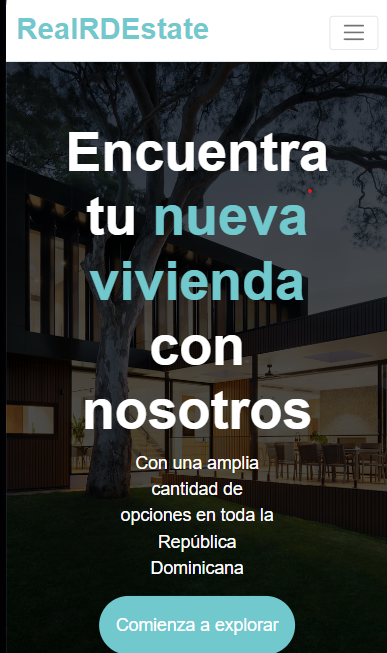 RealRDEstate
Encuentra
tu nueva
vivienda
con
nosotros
Con una amplia
cantidad de
opciones en toda la
República
Dominicana
Comienza a explorar